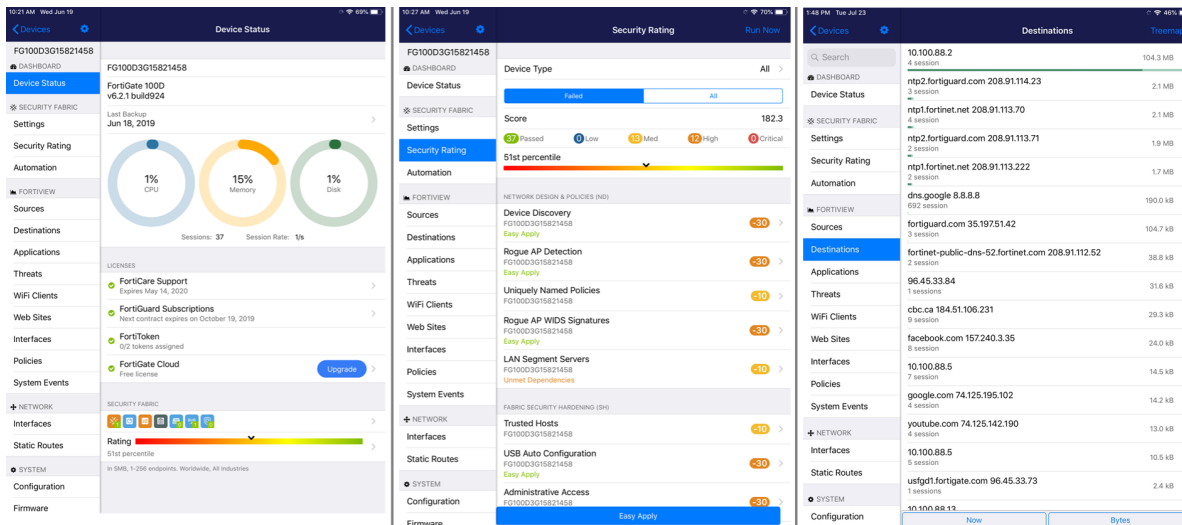 10:21 AM Wed Jun 19
69%
Devices
Device Status
FG100D3G15821458
DASHBOARD
Device Status
SECURITY FABRIC
Settings
Security Rating
Automation
FORTIVIEW
Sources
Destinations
Applications
Threats
WiFi Clients
Web Sites
Interfaces
Policies
System Events
NETWORK
Interfaces
Static Routes
SYSTEM
Configuration
Firmware
FG100D3G15821458
FortiGate 100D
v6.2.1 build924
Last Backup
Jun 18, 2019
1%
CPU
15%
Memory
1%
Disk
Sessions: 37 Session Rate: 1/s
LICENSES
FortiCare Support
Expires May 14, 2020
FortiGuard Subscriptions
Next contract expires on October 19, 2019
FortiToken
0/2 tokens assigned
FortiGate Cloud
Free license
Upgrade
SECURITY FABRIC
Rating
51st percentile
In SMB, 1-256 endpoints. Worldwide, All Industries
10:27 AM Wed Jun 19
70%
Devices
Security Rating
Run Now
FG100D3G15821458
DASHBOARD
Device Status
SECURITY FABRIC
Settings
Security Rating
Automation
FORTIVIEW
Sources
Destinations
Applications
Threats
WiFi Clients
Web Sites
Interfaces
Policies
System Events
NETWORK
Interfaces
Static Routes
SYSTEM
Configuration
Firmware
Device Type All
Failed All
Score 182.3
37 Passed 0 Low 13 Med 12 High 0 Critical
51st percentile
NETWORK DESIGN & POLICIES (ND)
Device Discovery
FG100D3G15821458
Easy Apply
-30
Rogue AP Detection
FG100D3G15821458
Easy Apply
-30
Uniquely Named Policies
FG100D3G15821458
-10
Rogue AP WIDS Signatures
FG100D3G15821458
Easy Apply
-30
LAN Segment Servers
FG100D3G15821458
Unmet Dependencies
-10
FABRIC SECURITY HARDENING (SH)
Trusted Hosts
FG100D3G15821458
-10
USB Auto Configuration
FG100D3G15821458
Easy Apply
-30
Administrative Access
FG100D3G15821458
-30
Easy Apply
1:48 PM Tue Jul 23
46%
Devices
Destinations
Treemap
Search
DASHBOARD
Device Status
SECURITY FABRIC
Settings
Security Rating
Automation
FORTIVIEW
Sources
Destinations
Applications
Threats
WiFi Clients
Web Sites
Interfaces
Policies
System Events
NETWORK
Interfaces
Static Routes
SYSTEM
Configuration
10.100.88.2
4 session
104.3 MB
ntp2.fortiguard.com 208.91.114.23
3 session
2.1 MB
ntp1.fortinet.net 208.91.113.70
4 session
2.1 MB
ntp2.fortiguard.com 208.91.113.71
2 session
1.9 MB
ntp1.fortinet.net 208.91.113.222
2 session
1.7 MB
dns.google 8.8.8.8
692 session
190.0 kB
fortiguard.com 35.197.51.42
3 session
104.7 kB
fortinet-public-dns-52.fortinet.com 208.91.112.52
2 session
38.8 kB
96.45.33.84
1 sessions
31.6 kB
cbc.ca 184.51.106.231
9 session
29.3 kB
facebook.com 157.240.3.35
8 session
24.0 kB
10.100.88.5
7 session
14.5 kB
google.com 74.125.195.102
4 session
14.2 kB
youtube.com 74.125.142.190
4 session
13.0 kB
10.100.88.5
5 session
10.5 kB
usfgd1.fortigate.com 96.45.33.73
1 sessions
2.4 kB
10.100.88.13
Now
Bytes